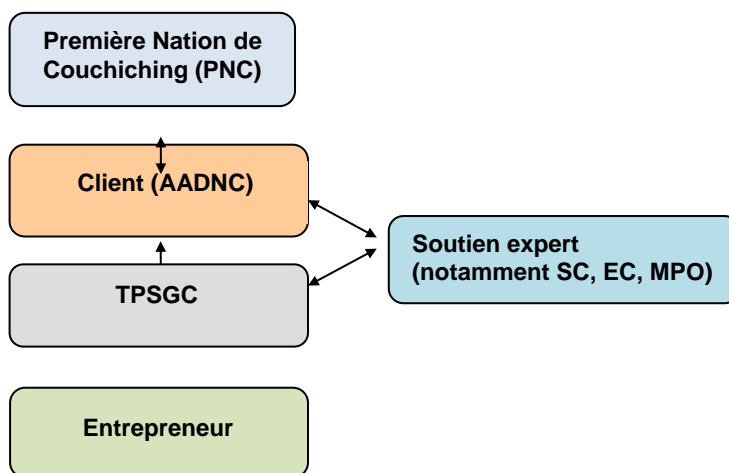 Première Nation de
Couchiching (PNC)
Client (AADNC)
Soutien expert
(notamment SC, EC, MPO)
TPSGC
Entrepreneur